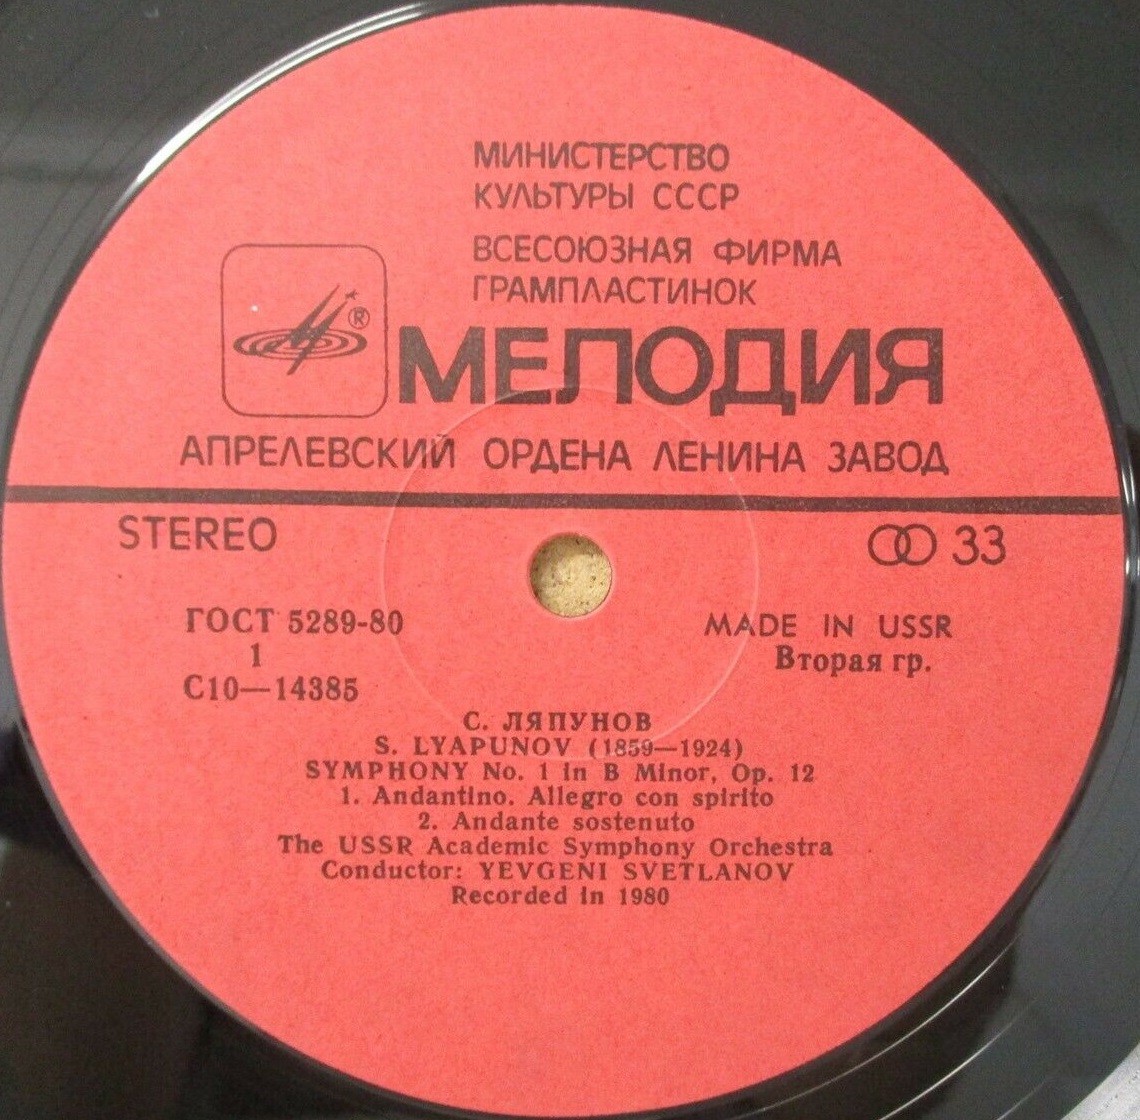 МИНИСТЕРСТВО
КУЛЬТУРЫ СССР
ВСЕСОЮЗНАЯ ФИРМА
ГРАМПЛАСТИНОК
®
МЕЛОДИЯ
АПРЕЛЕВСКИЙ ОРДЕНА ЛЕНИНА ЗАВОД
STEREO
33
ГОСТ 5289-80
MADE IN USSR
1
Вторая гр.
С10—14385
С. ЛЯПУНОВ
S. LYAPUNOV (1859—1924)
SYMPHONY No. 1 in B Minor, Op. 12
1. Andantino. Allegro con spirito
2. Andante sostenuto
The USSR Academic Symphony Orchestra
Conductor: YEVGENI SVETLANOV
Recorded in 1980